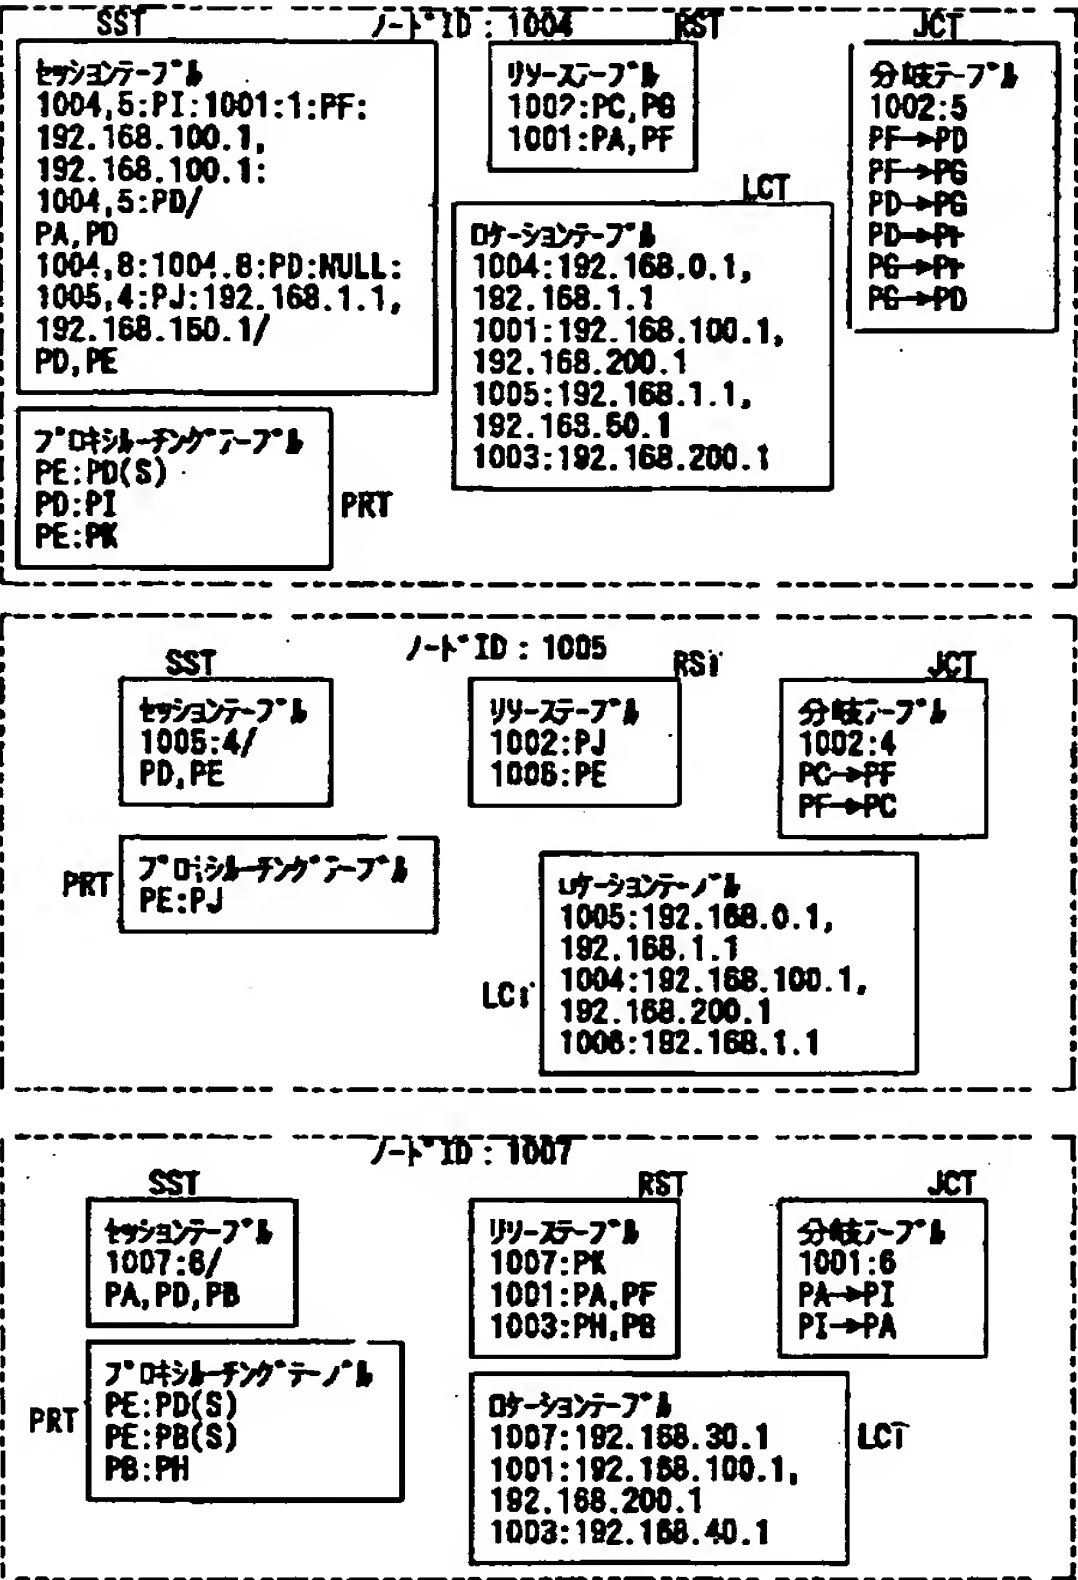 ノードID : 1004
SST
セッションテーブル
1004,5:PI:1001:1:PF:
192.168.100.1,
192.168.100.1:
1004,5:PD/
PA,PD
1004,8:1004.8:PD:NULL:
1005,4:PJ:192.168.1.1,
192.168.150.1/
PD,PE
RST
リソーステーブル
1002:PC,PG
1001:PA,PF
JCT
分岐テーブル
1002:5
PF→PD
PF→PG
PD→PG
PD→PF
PG→PF
PG→PD
LCT
ロケーションテーブル
1004:192.168.0.1,
192.168.1.1
1001:192.168.100.1,
192.168.200.1
1005:192.168.1.1,
192.168.50.1
1003:192.168.200.1
プロキシルーチングテーブル
PE:PD(S)
PD:PI
PE:PK
PRT
ノードID : 1005
SST
セッションテーブル
1005:4/
PD,PE
RST
リソーステーブル
1002:PJ
1006:PE
JCT
分岐テーブル
1002:4
PC→PF
PF→PC
PRT
プロキシルーチングテーブル
PE:PJ
LCT
ロケーションテーブル
1005:192.168.0.1,
192.168.1.1
1004:192.168.100.1,
192.168.200.1
1006:192.168.1.1
ノードID : 1007
SST
セッションテーブル
1007:6/
PA,PD,PB
RST
リソーステーブル
1007:PK
1001:PA,PF
1003:PH,PB
JCT
分岐テーブル
1001:6
PA→PI
PI→PA
PRT
プロキシルーチングテーブル
PE:PD(S)
PE:PB(S)
PB:PH
LCT
ロケーションテーブル
1007:192.168.30.1
1001:192.168.100.1,
192.168.200.1
1003:192.168.40.1